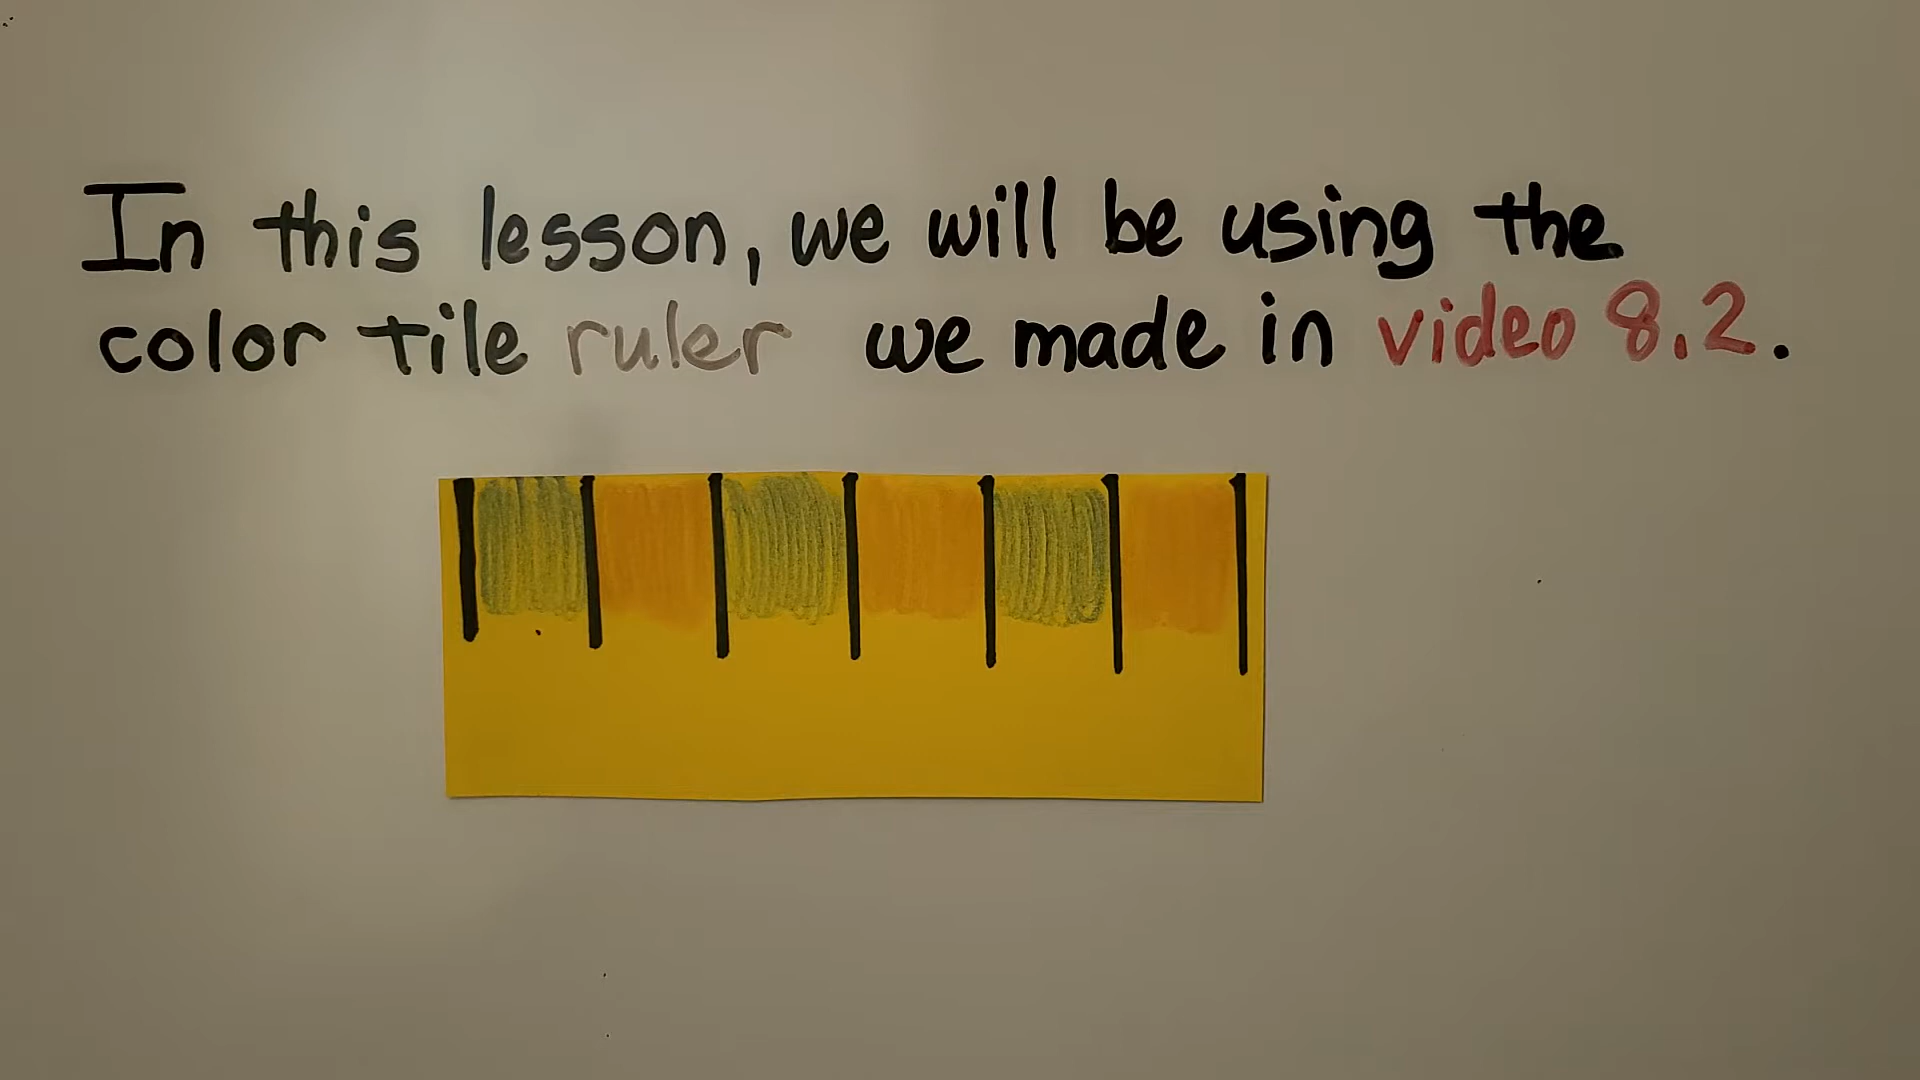 In this lesson, we will be using the
color tile ruler we made in video 8.2.